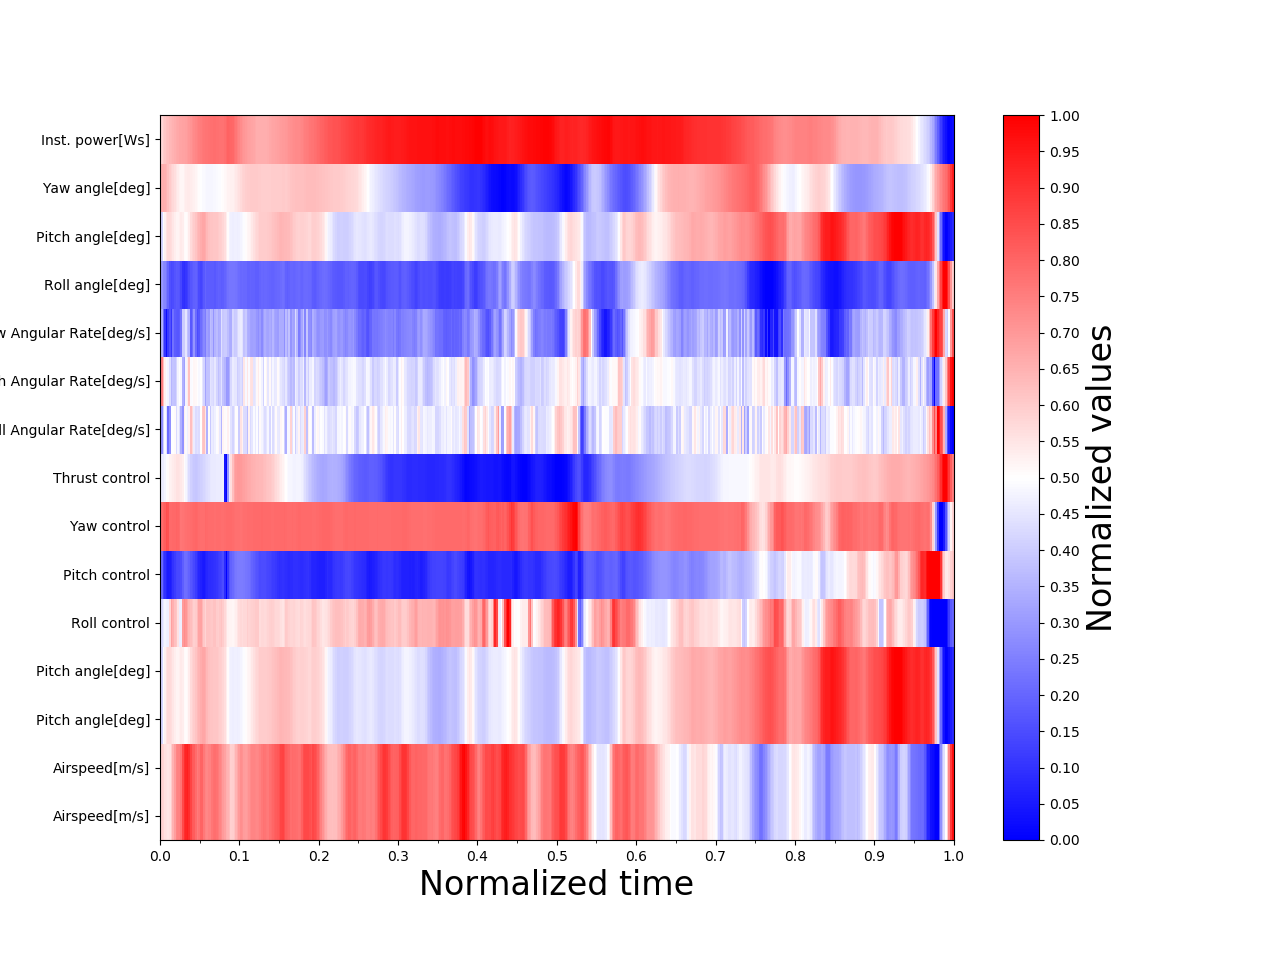 Inst. power[Ws]
Yaw angle[deg]
Pitch angle[deg]
Roll angle[deg]
w Angular Rate[deg/s]
h Angular Rate[deg/s]
ll Angular Rate[deg/s]
Thrust control
Yaw control
Pitch control
Roll control
Pitch angle[deg]
Pitch angle[deg]
Airspeed[m/s]
Airspeed[m/s]
0.0 0.1 0.2 0.3 0.4 0.5 0.6 0.7 0.8 0.9 1.0
Normalized time
1.00
0.95
0.90
0.85
0.80
0.75
0.70
0.65
0.60
0.55
0.50
0.45
0.40
0.35
0.30
0.25
0.20
0.15
0.10
0.05
0.00
Normalized values